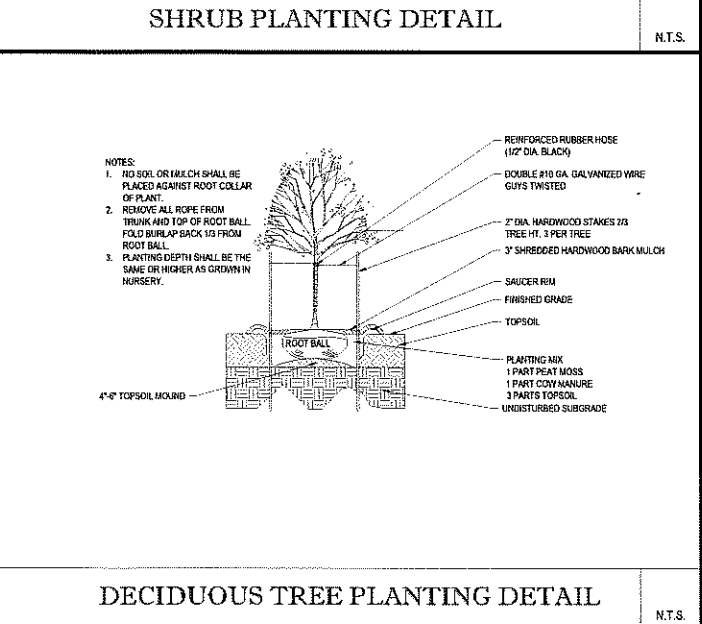 SHRUB PLANTING DETAIL
N.T.S.
NOTES:
1. NO SOIL OR MULCH SHALL BE
PLACED AGAINST ROOT COLLAR
OF PLANT.
2. REMOVE ALL ROPE FROM
TRUNK AND TOP OF ROOT BALL.
FOLD BURLAP BACK 1/3 FROM
ROOT BALL.
3. PLANTING DEPTH SHALL BE THE
SAME OR HIGHER AS GROWN IN
NURSERY.
REINFORCED RUBBER HOSE
(1/2" DIA. BLACK)
DOUBLE #10 GA. GALVANIZED WIRE
GUYS TWISTED
2" DIA. HARDWOOD STAKES 2/3
TREE HT. 3 PER TREE
3" SHREDDED HARDWOOD BARK MULCH
SAUCER RIM
FINISHED GRADE
TOPSOIL
ROOT BALL
PLANTING MIX
1 PART PEAT MOSS
1 PART COW MANURE
3 PARTS TOPSOIL
4"-6" TOPSOIL MOUND
UNDISTURBED SUBGRADE
DECIDUOUS TREE PLANTING DETAIL
N.T.S.